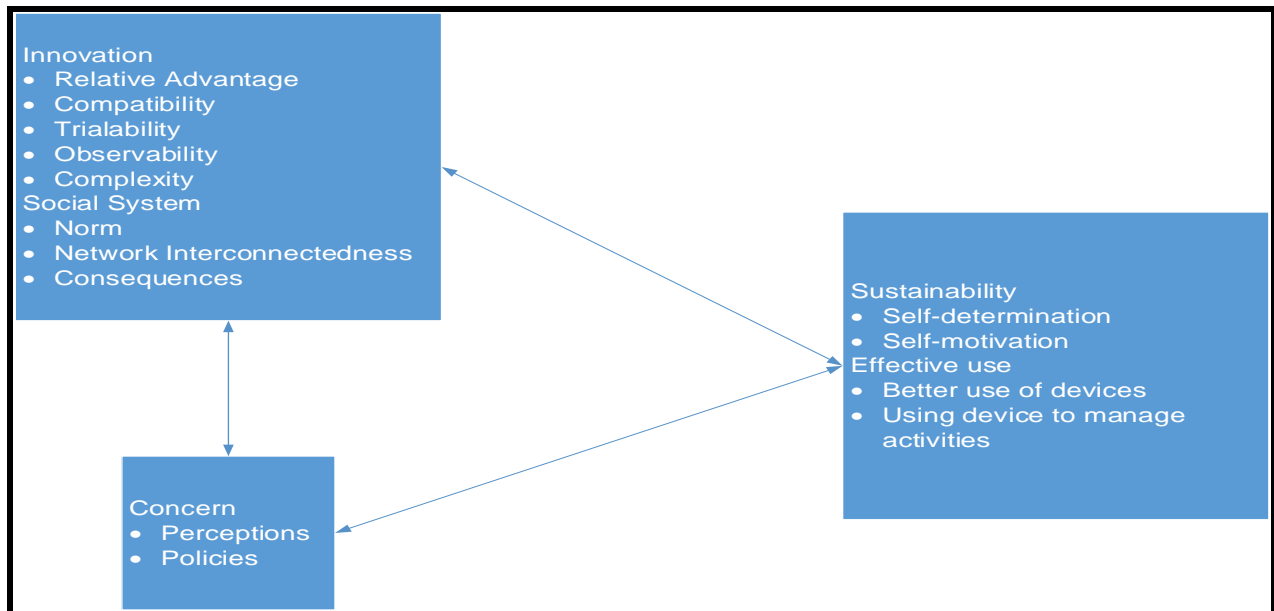 Innovation
• Relative Advantage
• Compatibility
• Trialability
• Observability
• Complexity
Social System
• Norm
• Network Interconnectedness
• Consequences
Sustainability
• Self-determination
• Self-motivation
Effective use
• Better use of devices
• Using device to manage
activities
Concern
• Perceptions
• Policies